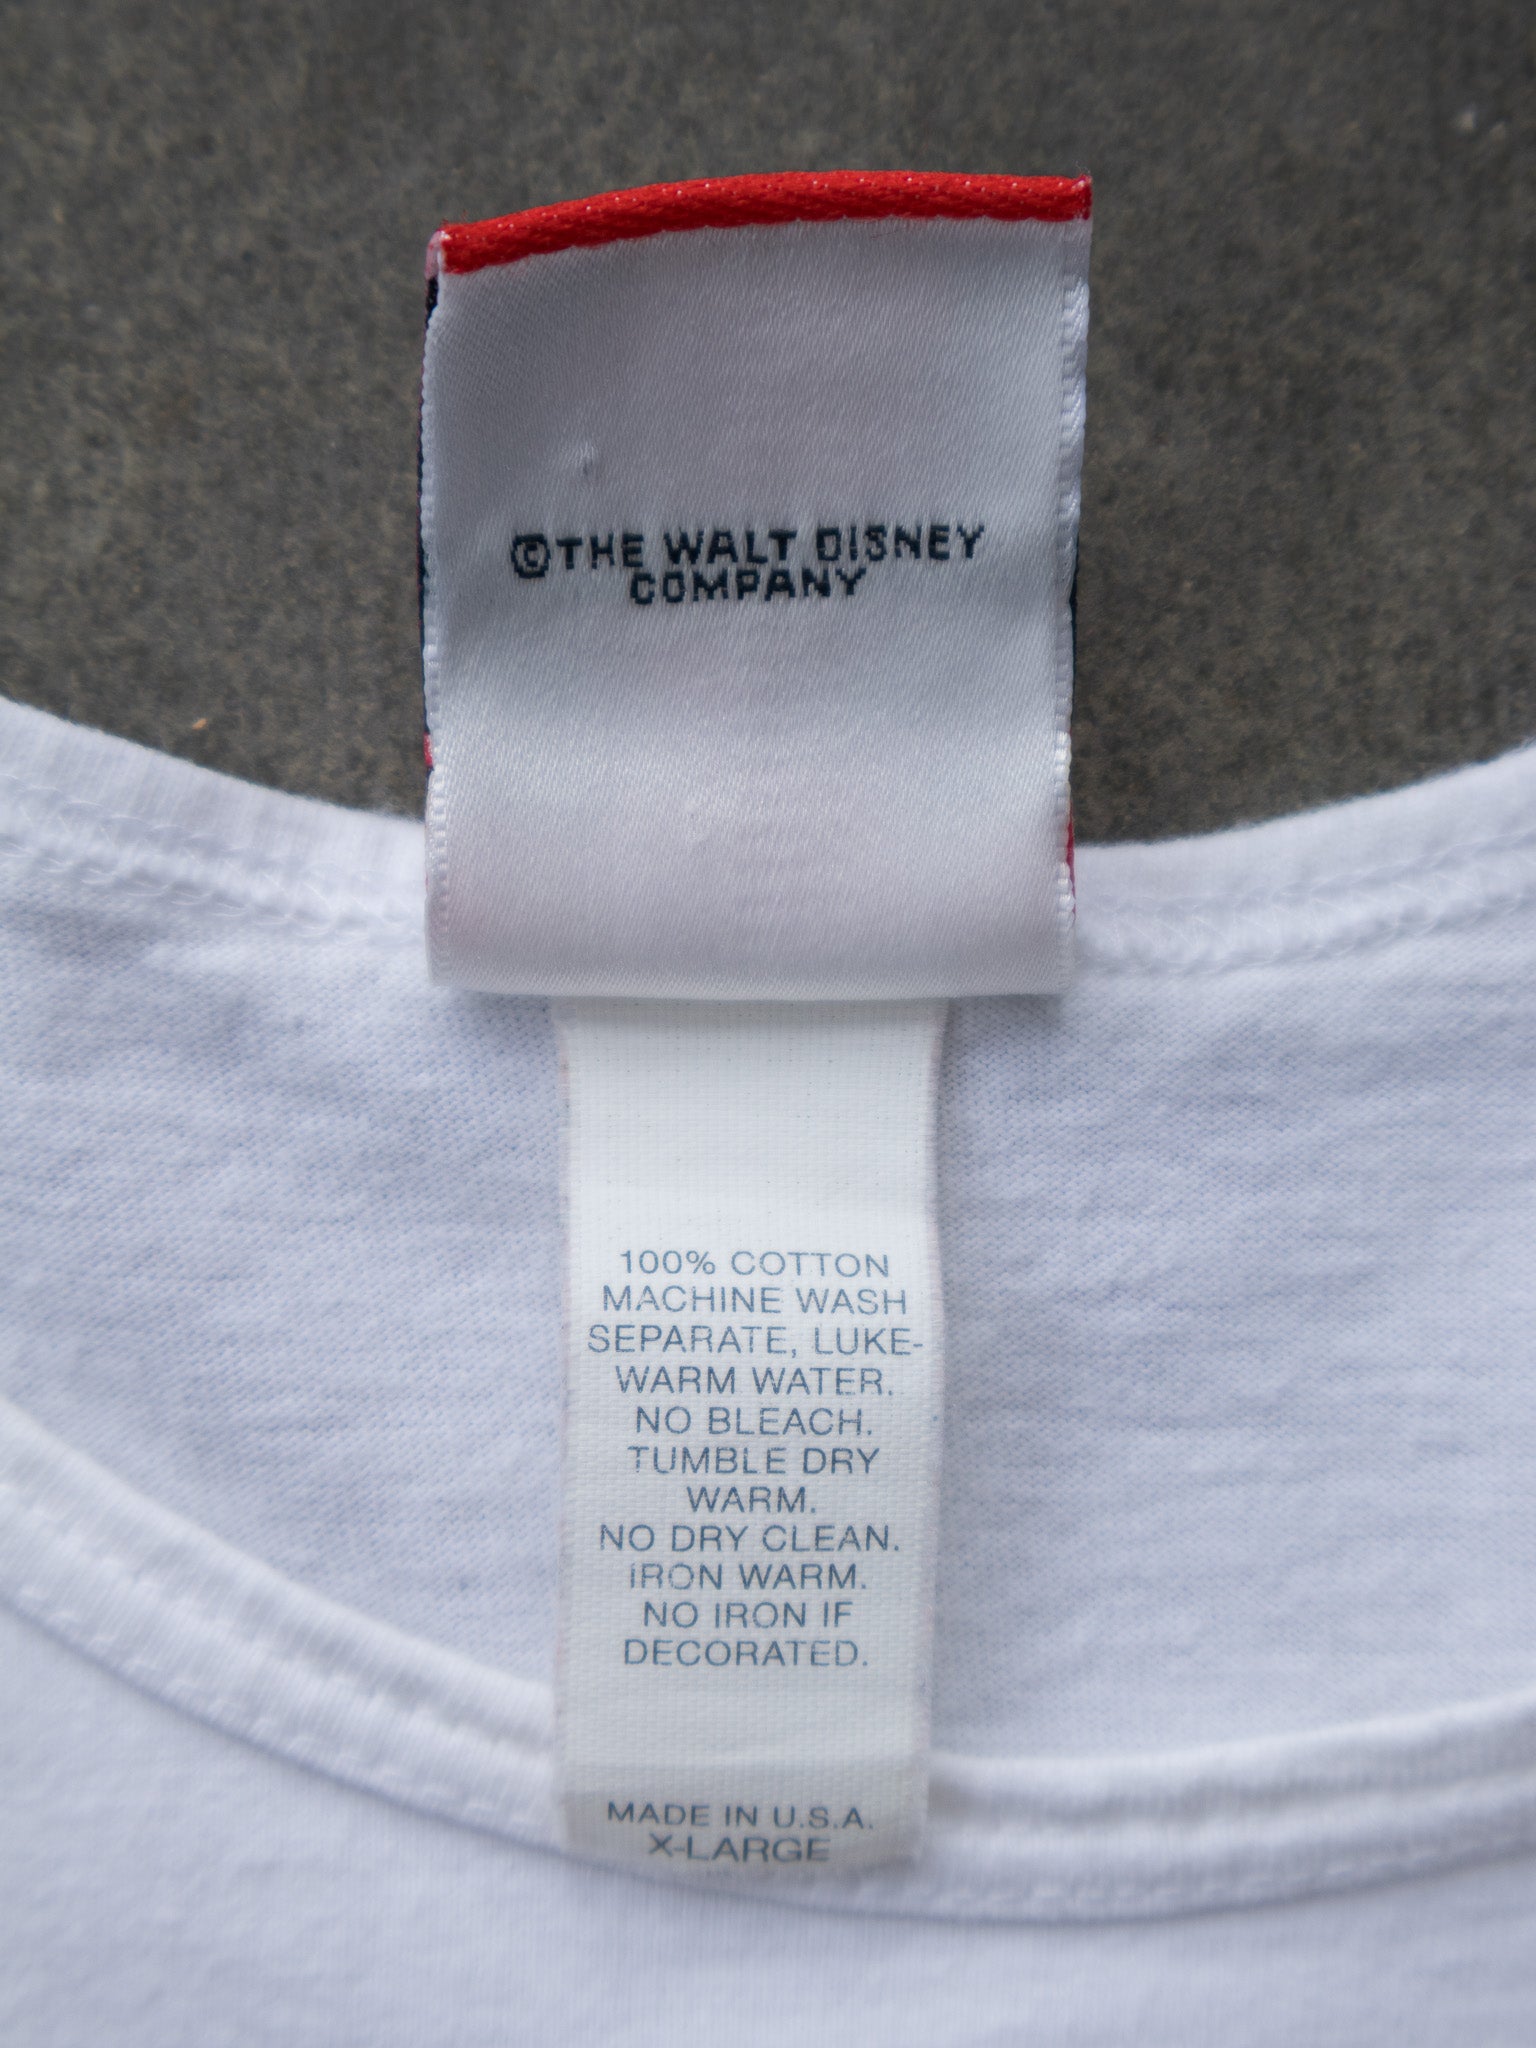 ©THE WALT DISNEY
COMPANY
100% COTTON
MACHINE WASH
SEPARATE, LUKE-
WARM WATER.
NO BLEACH.
TUMBLE DRY
WARM.
NO DRY CLEAN.
IRON WARM.
NO IRON IF
DECORATED.
MADE IN U.S.A.
X-LARGE